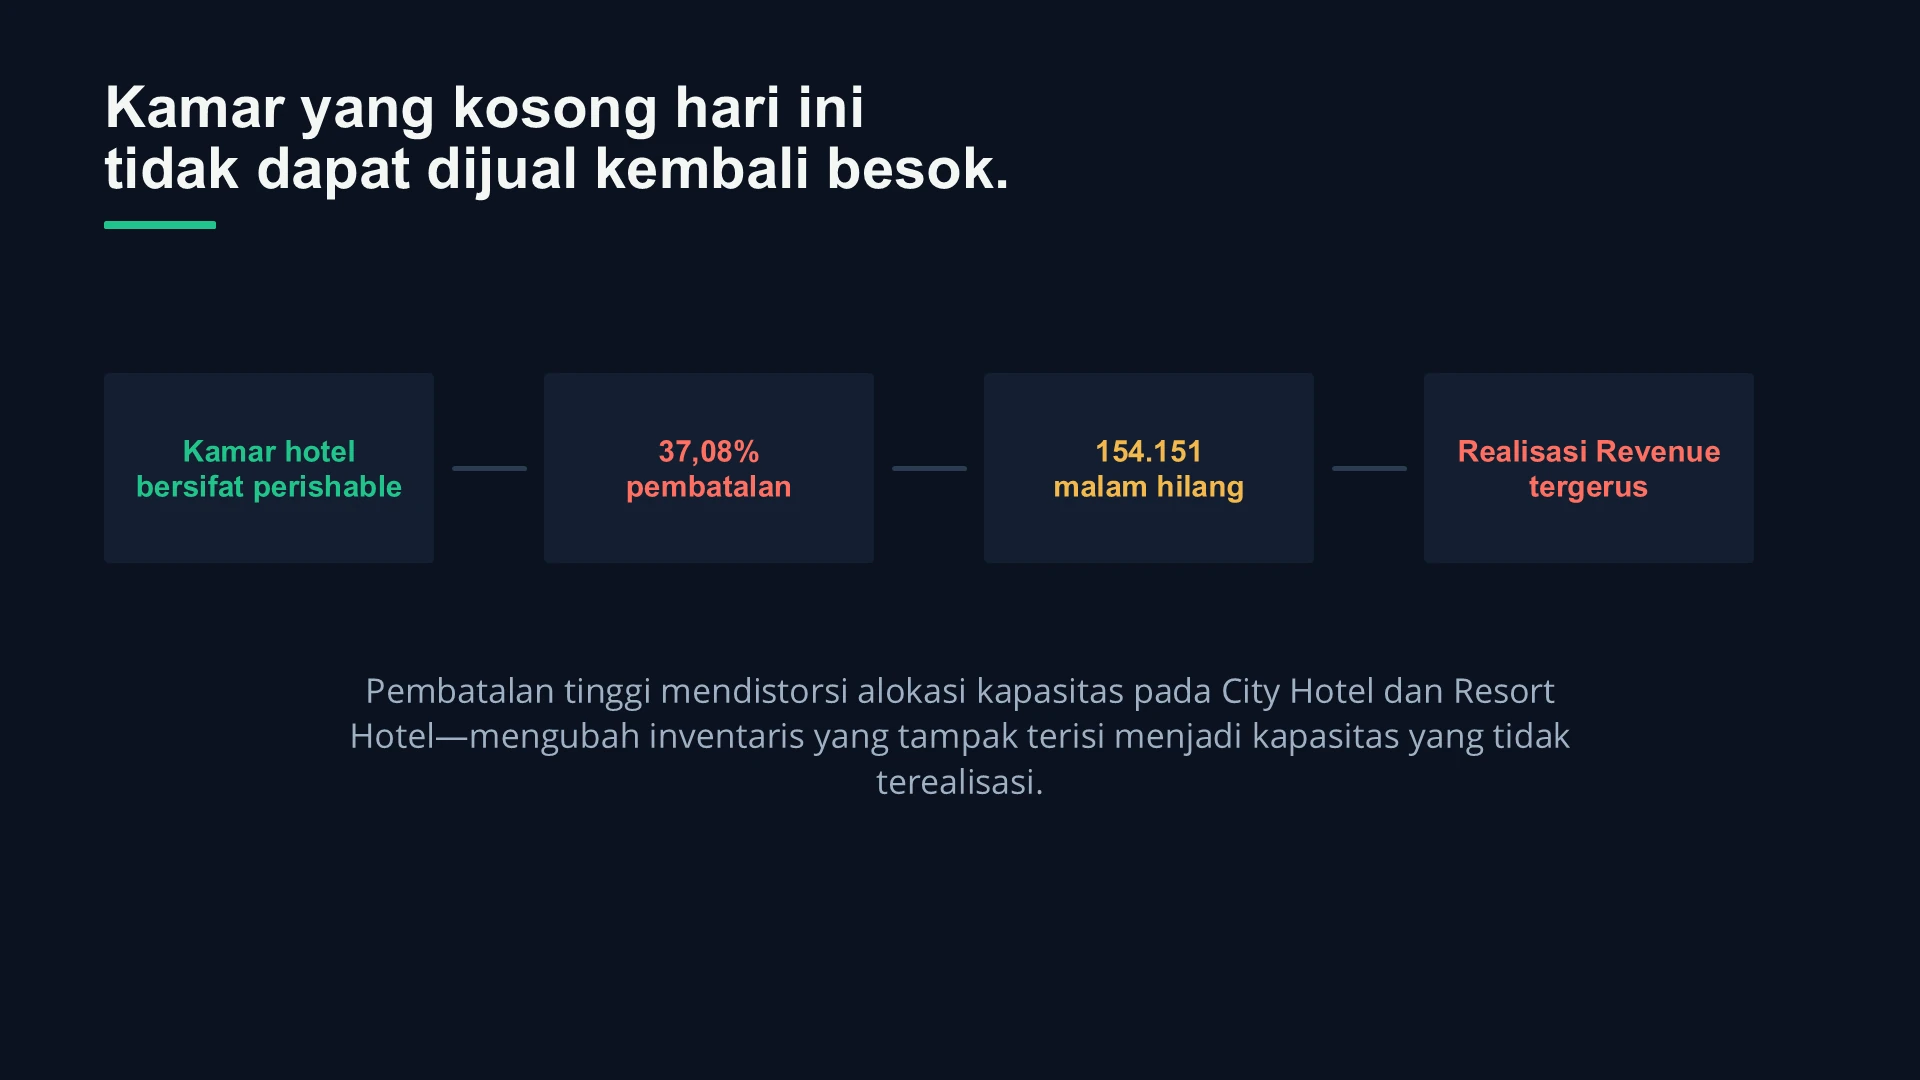 Kamar yang kosong hari ini
tidak dapat dijual kembali besok.
Kamar hotel
bersifat perishable
37,08%
pembatalan
154.151
malam hilang
Realisasi Revenue
tergerus
Pembatalan tinggi mendistorsi alokasi kapasitas pada City Hotel dan Resort
Hotel—mengubah inventaris yang tampak terisi menjadi kapasitas yang tidak
terealisasi.